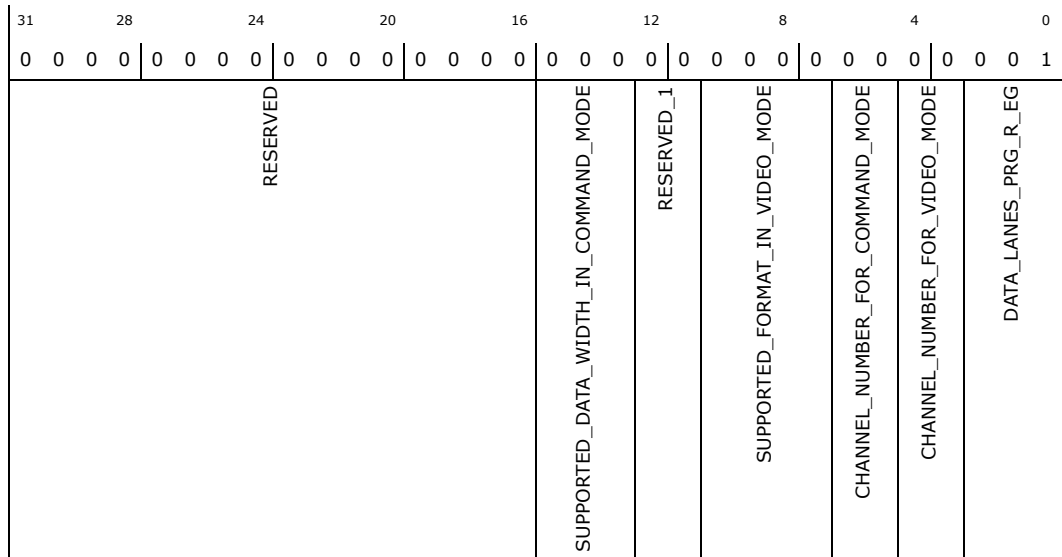 31 28 24 20 16 12 8 4 0
0 0 0 0 0 0 0 0 0 0 0 0 0 0 0 0 0 0 0 0 0 0 0 0 0 0 0 0 0 0 0 1
RESERVED
SUPPORTED_DATA_WIDTH_IN_COMMAND_MODE
RESERVED_1
SUPPORTED_FORMAT_IN_VIDEO_MODE
CHANNEL_NUMBER_FOR_COMMAND_MODE
CHANNEL_NUMBER_FOR_VIDEO_MODE
DATA_LANES_PRG_R_EG